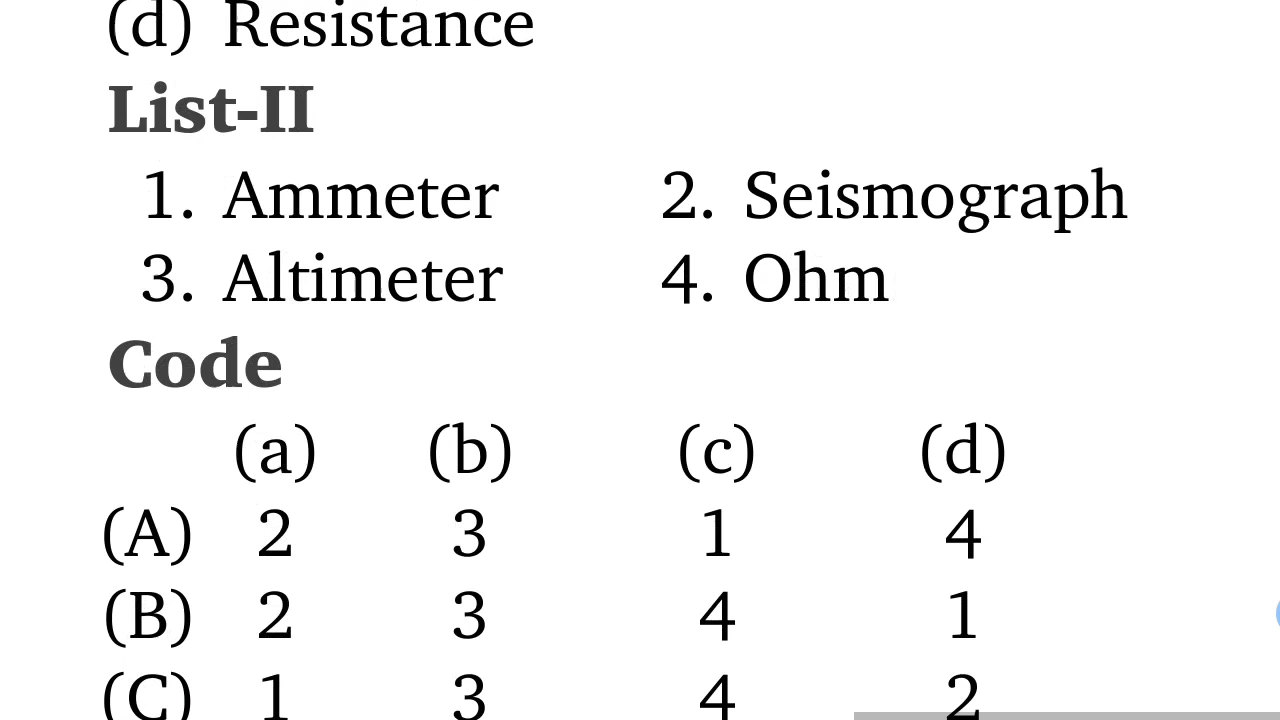 (d) Resistance
List-II
1. Ammeter 2. Seismograph
3. Altimeter 4. Ohm
Code
(a) (b) (c) (d)
(A) 2 3 1 4
(B) 2 3 4 1
(C) 1 3 4 2